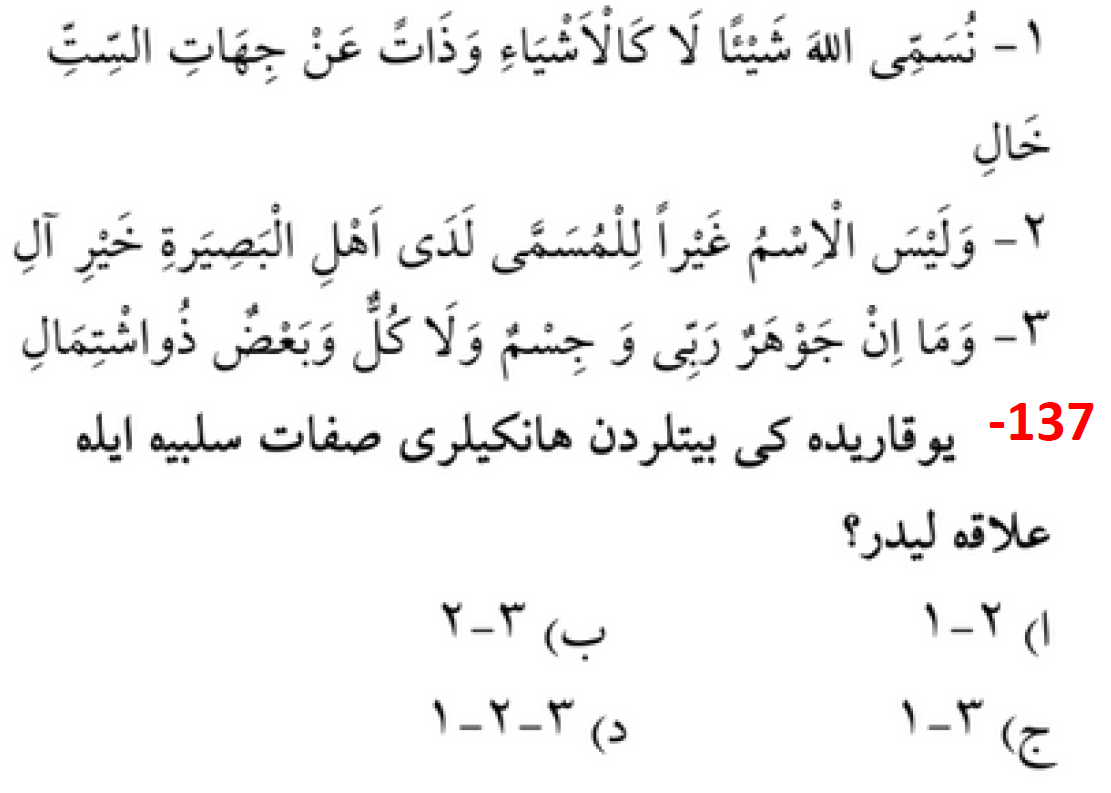 ١- نُسَمِّى اللهَ شَيْئًا لَا كَالْاَشْيَاءِ وَذَاتً عَنْ جِهَاتِ السِّتِّ
خَالِ
٢- وَلَيْسَ الْاِسْمُ غَيْراً لِلْمُسَمَّى لَدَى اَهْلِ الْبَصِيَرةِ خَيْرِ آلِ
٣- وَمَا اِنْ جَوْهَرٌ رَبِّى وَ جِسْمٌ وَلَا كُلٌّ وَبَعْضٌ ذُواشْتِمَالِ
137- يوقاريده كى بيتلردن هانكيلرى صفات سلبيه ايله
علاقه ليدر؟
ا) ٢-١ ب) ٣-٢
ج) ٣-١ د) ٣-٢-١